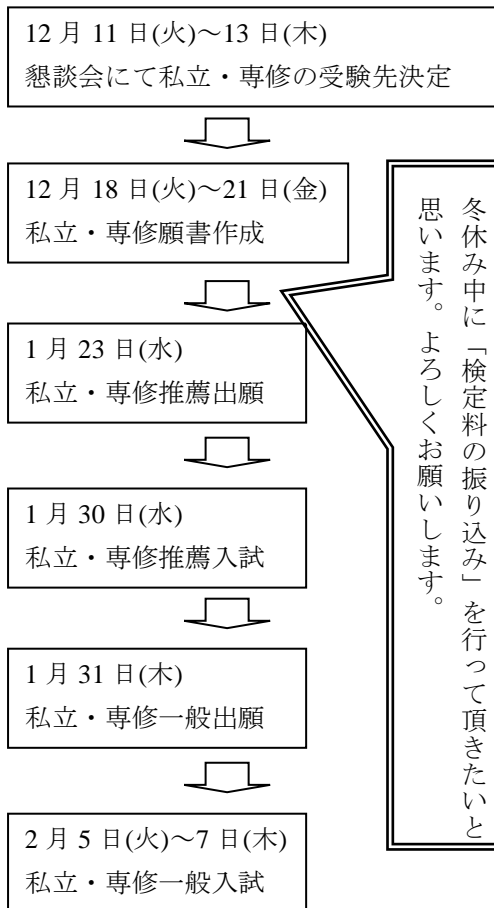 12 月 11 日(火)～13 日(木)
懇談会にて私立・専修の受験先決定
12 月 18 日(火)～21 日(金)
私立・専修願書作成
冬休み中に「検定料の振り込み」を行って頂きたいと
思います。よろしくお願いします。
1 月 23 日(水)
私立・専修推薦出願
1 月 30 日(水)
私立・専修推薦入試
1 月 31 日(木)
私立・専修一般出願
2 月 5 日(火)～7 日(木)
私立・専修一般入試